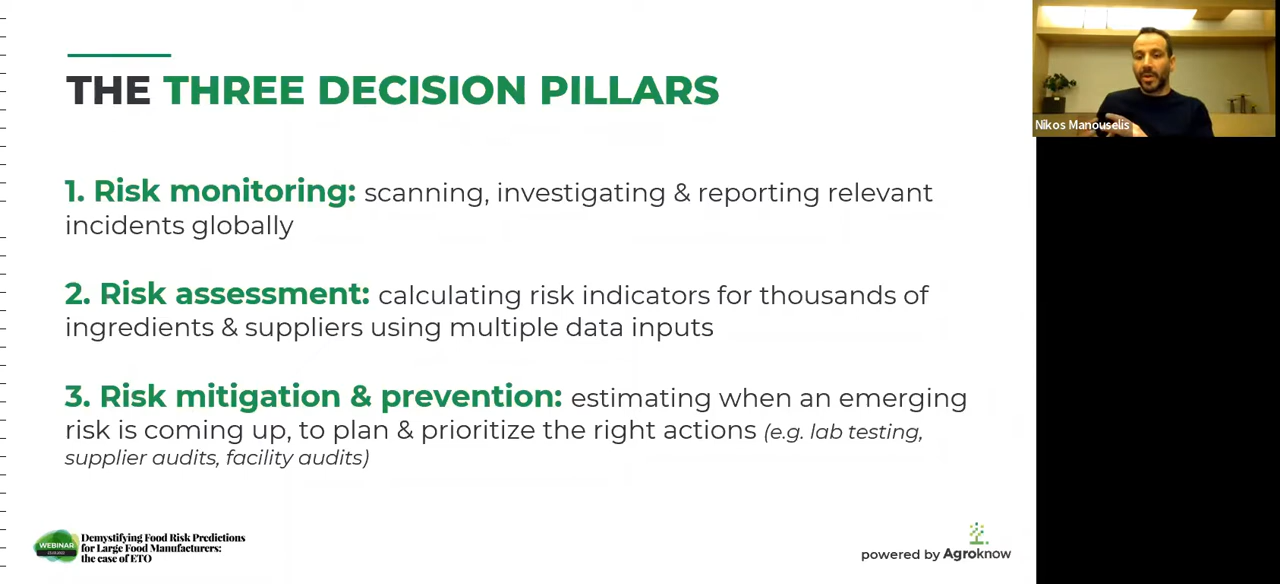 THE THREE DECISION PILLARS
Nikos Manouselis
1. Risk monitoring: scanning, investigating & reporting relevant
incidents globally
2. Risk assessment: calculating risk indicators for thousands of
ingredients & suppliers using multiple data inputs
3. Risk mitigation & prevention: estimating when an emerging
risk is coming up, to plan & prioritize the right actions (e.g. lab testing,
supplier audits, facility audits)
WEBINAR
Demystifying Food Risk Predictions
for Large Food Manufacturers:
the case of ETO
powered by Agroknow